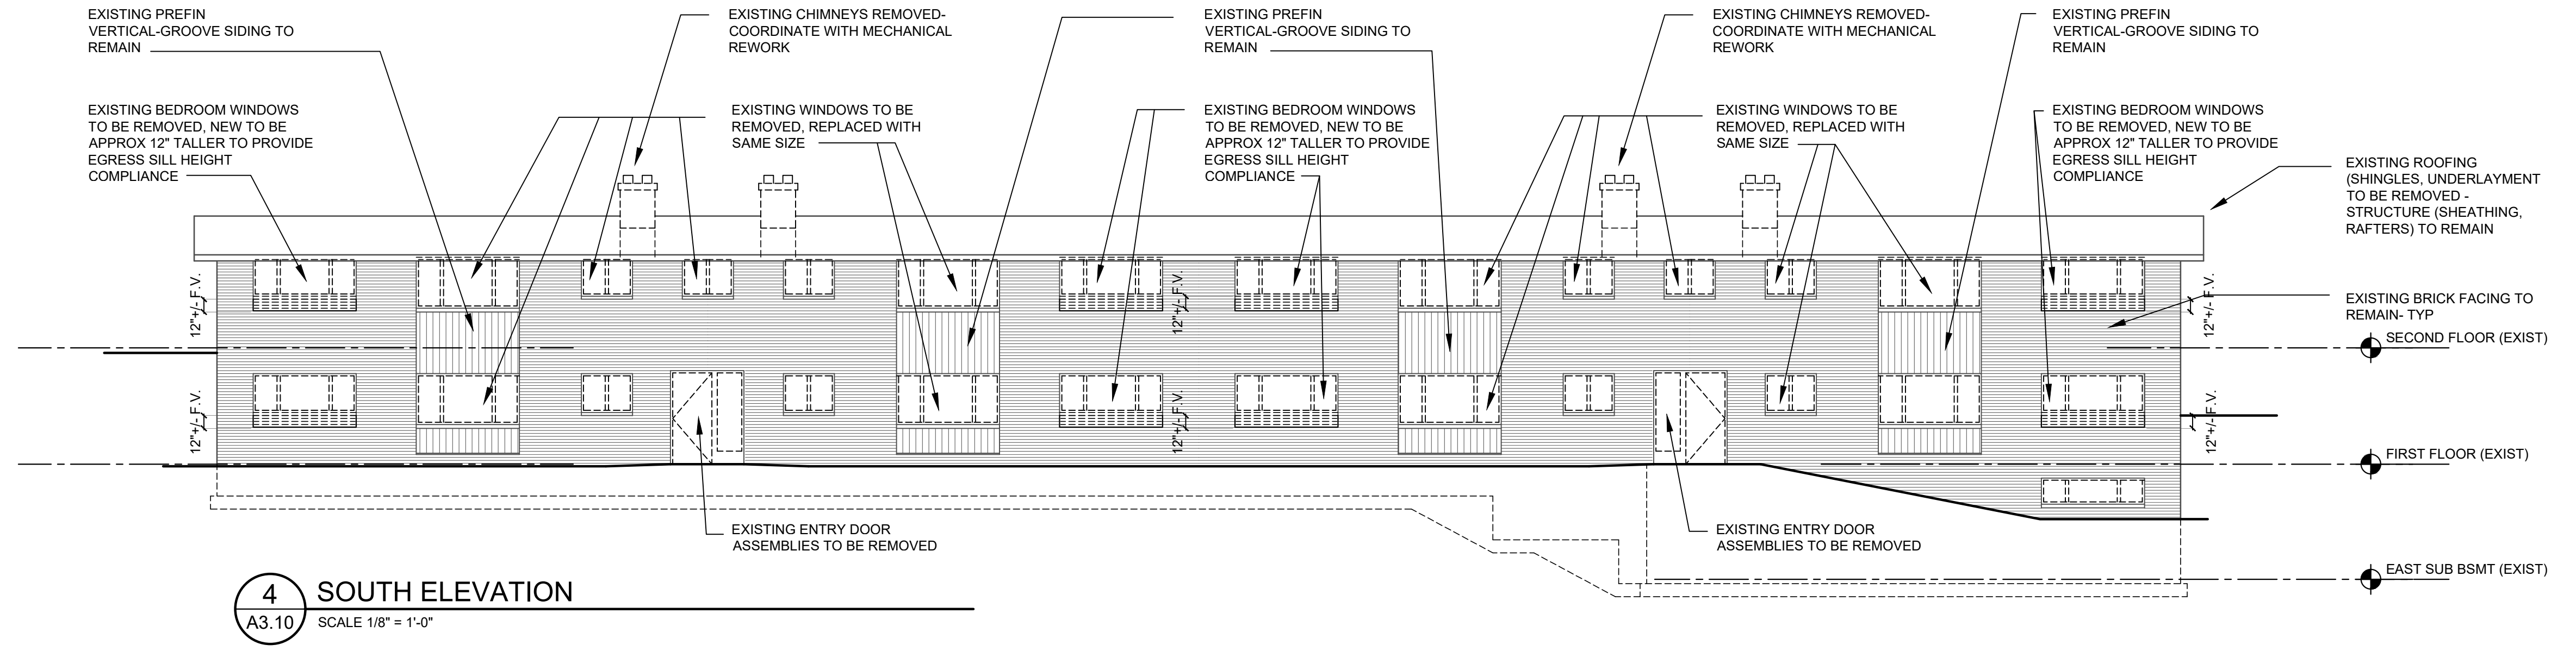 EXISTING PREFIN
VERTICAL-GROOVE SIDING TO
REMAIN
EXISTING CHIMNEYS REMOVED-
COORDINATE WITH MECHANICAL
REWORK
EXISTING PREFIN
VERTICAL-GROOVE SIDING TO
REMAIN
EXISTING CHIMNEYS REMOVED-
COORDINATE WITH MECHANICAL
REWORK
EXISTING PREFIN
VERTICAL-GROOVE SIDING TO
REMAIN
EXISTING BEDROOM WINDOWS
TO BE REMOVED, NEW TO BE
APPROX 12" TALLER TO PROVIDE
EGRESS SILL HEIGHT
COMPLIANCE
EXISTING WINDOWS TO BE
REMOVED, REPLACED WITH
SAME SIZE
EXISTING BEDROOM WINDOWS
TO BE REMOVED, NEW TO BE
APPROX 12" TALLER TO PROVIDE
EGRESS SILL HEIGHT
COMPLIANCE
EXISTING WINDOWS TO BE
REMOVED, REPLACED WITH
SAME SIZE
EXISTING BEDROOM WINDOWS
TO BE REMOVED, NEW TO BE
APPROX 12" TALLER TO PROVIDE
EGRESS SILL HEIGHT
COMPLIANCE
EXISTING ROOFING
(SHINGLES, UNDERLAYMENT
TO BE REMOVED -
STRUCTURE (SHEATHING,
RAFTERS) TO REMAIN
12"+/- F.V.
12"+/- F.V.
12"+/- F.V.
EXISTING BRICK FACING TO
REMAIN- TYP
SECOND FLOOR (EXIST)
12"+/- F.V.
12"+/- F.V.
12"+/- F.V.
FIRST FLOOR (EXIST)
EXISTING ENTRY DOOR
ASSEMBLIES TO BE REMOVED
EXISTING ENTRY DOOR
ASSEMBLIES TO BE REMOVED
EAST SUB BSMT (EXIST)
4
A3.10
SOUTH ELEVATION
SCALE 1/8" = 1'-0"